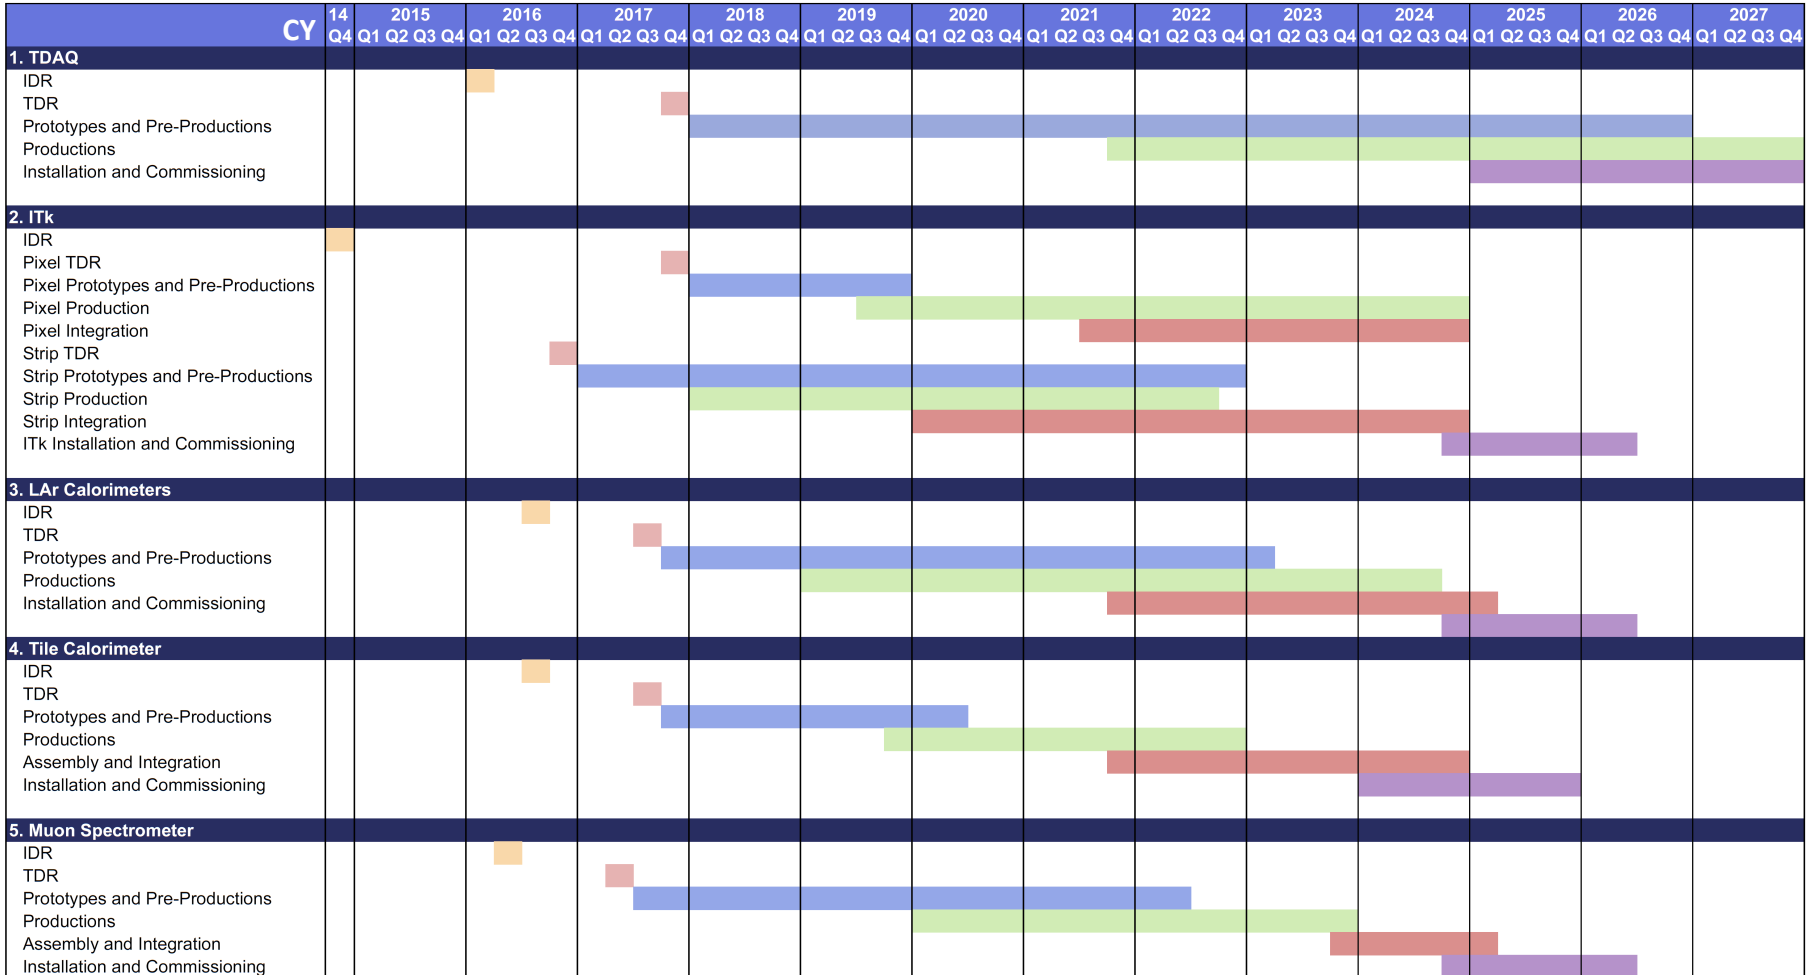 14 2015 2016 2017 2018 2019 2020 2021 2022 2023 2024 2025 2026 2027
CY Q4 Q1 Q2 Q3 Q4 Q1 Q2 Q3 Q4 Q1 Q2 Q3 Q4 Q1 Q2 Q3 Q4 Q1 Q2 Q3 Q4 Q1 Q2 Q3 Q4 Q1 Q2 Q3 Q4 Q1 Q2 Q3 Q4 Q1 Q2 Q3 Q4 Q1 Q2 Q3 Q4 Q1 Q2 Q3 Q4 Q1 Q2 Q3 Q4 Q1 Q2 Q3 Q4
1. TDAQ
IDR
TDR
Prototypes and Pre-Productions
Productions
Installation and Commissioning
2. ITk
IDR
Pixel TDR
Pixel Prototypes and Pre-Productions
Pixel Production
Pixel Integration
Strip TDR
Strip Prototypes and Pre-Productions
Strip Production
Strip Integration
ITk Installation and Commissioning
3. LAr Calorimeters
IDR
TDR
Prototypes and Pre-Productions
Productions
Installation and Commissioning
4. Tile Calorimeter
IDR
TDR
Prototypes and Pre-Productions
Productions
Assembly and Integration
Installation and Commissioning
5. Muon Spectrometer
IDR
TDR
Prototypes and Pre-Productions
Productions
Assembly and Integration
Installation and Commissioning